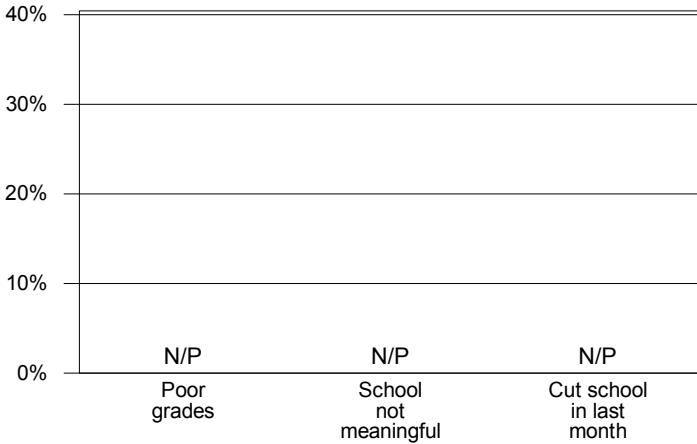 40%
30%
20%
10%
0%
N/P N/P N/P
Poor
grades
School
not
meaningful
Cut school
in last
month